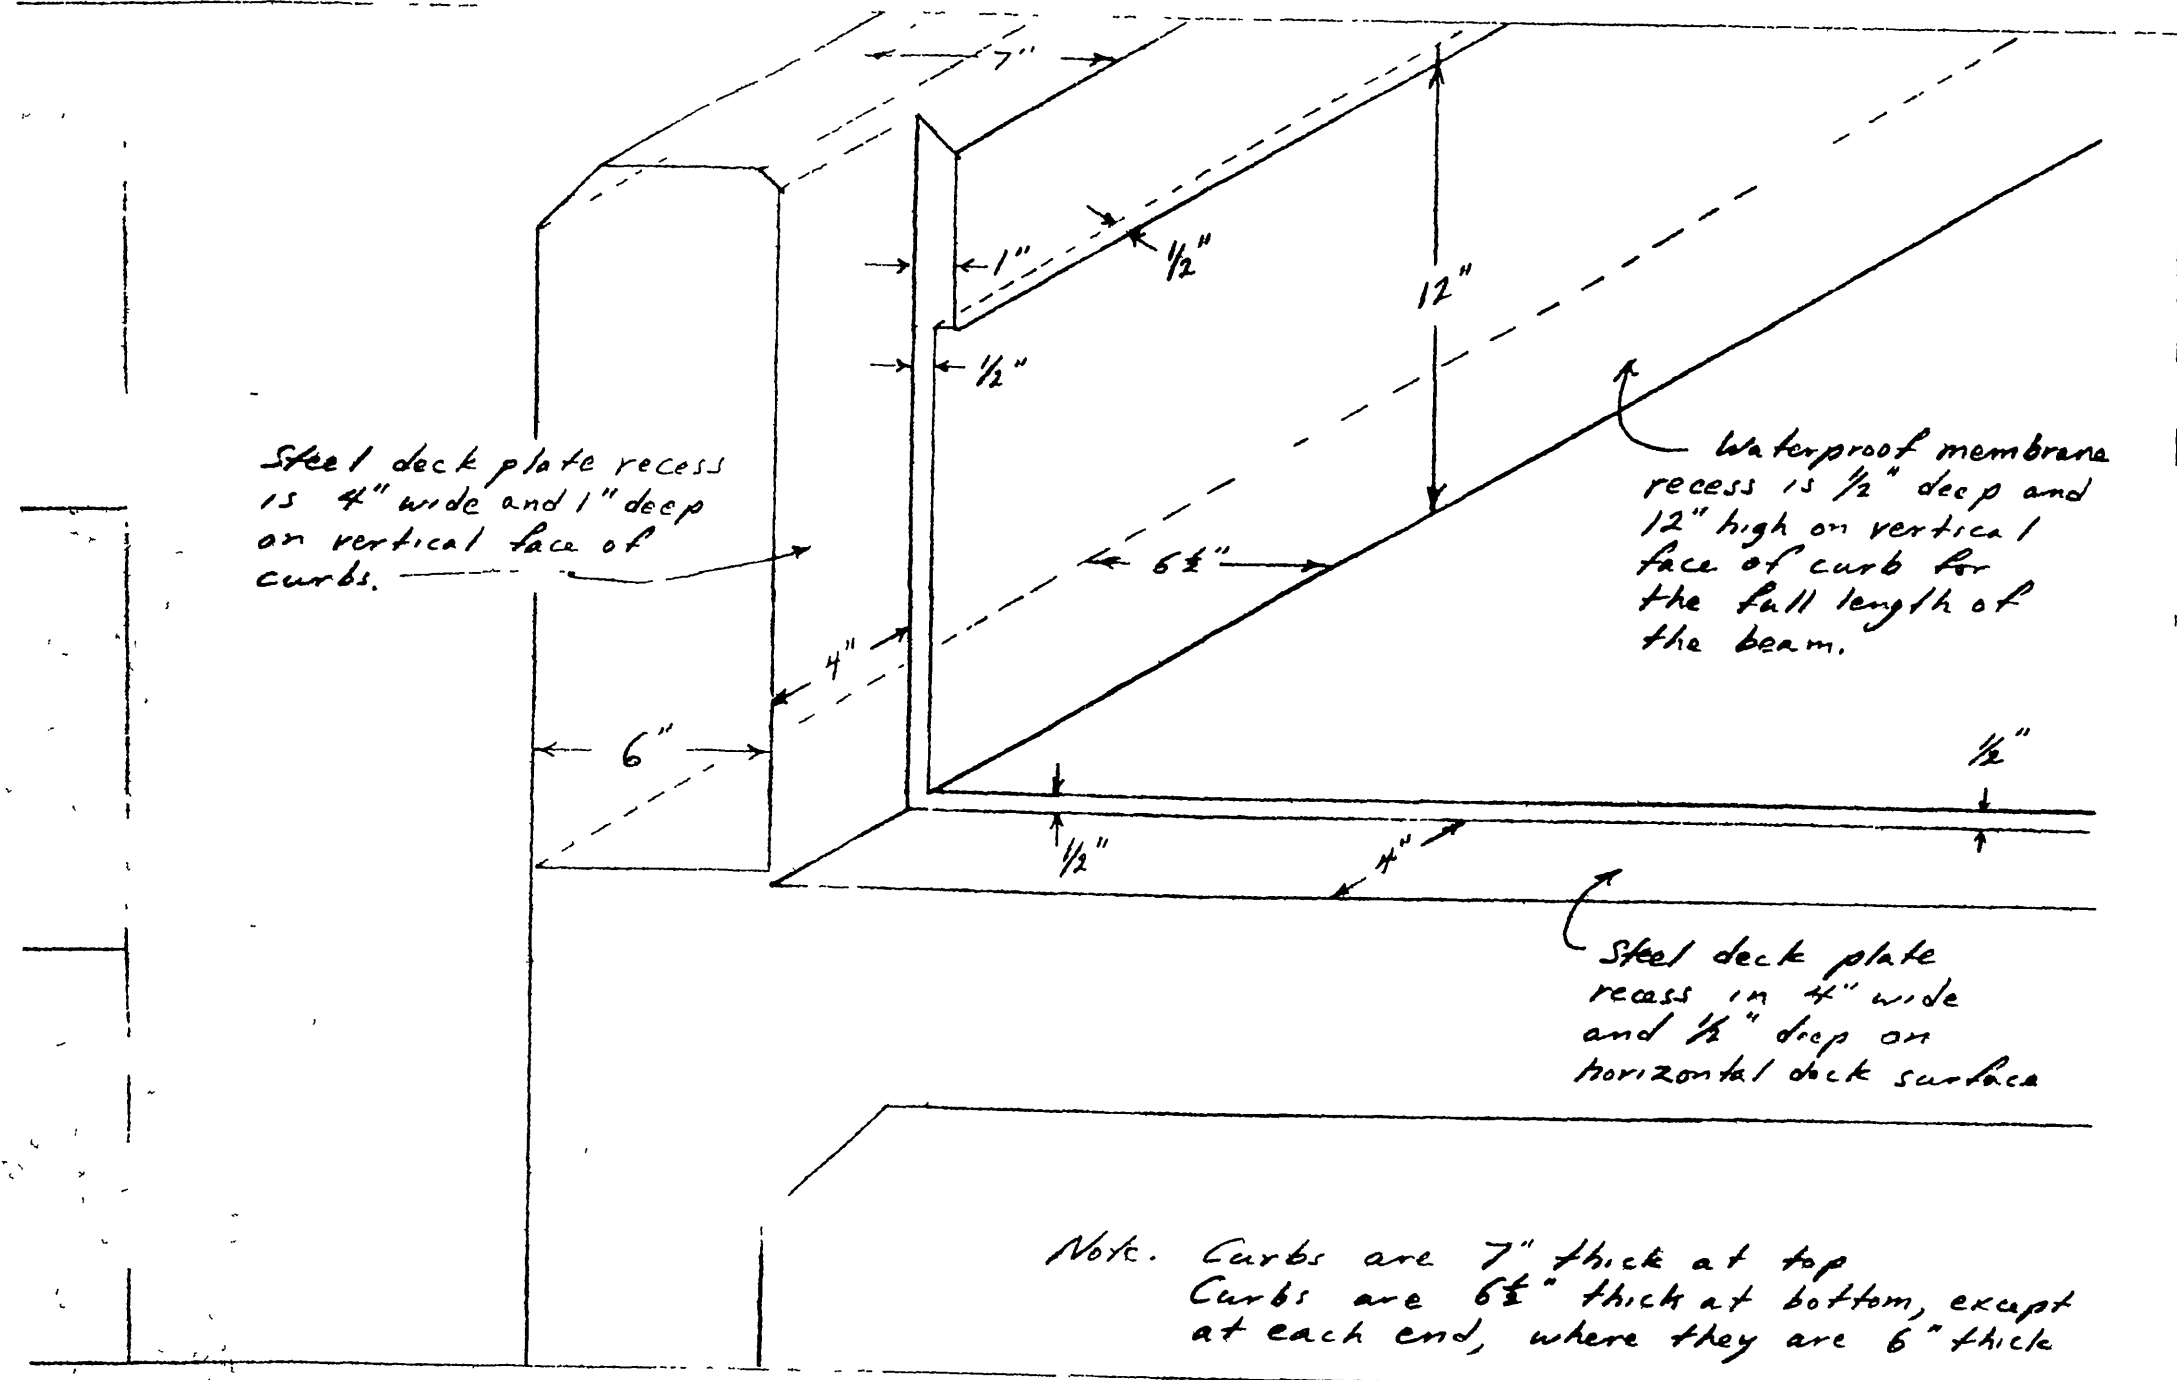 7"
1"
1/2"
12"
1/2"
Steel deck plate recess
is 4" wide and 1" deep
on vertical face of
curbs.
Waterproof membrane
recess is 1/2" deep and
12" high on vertical
face of curb for
the full length of
the beam.
6 1/2"
4"
6"
1/2"
1/2"
4"
Steel deck plate
recess in 4" wide
and 1/2" deep on
horizontal deck surface
Note. Curbs are 7" thick at top
Curbs are 6 1/2" thick at bottom, except
at each end, where they are 6" thick